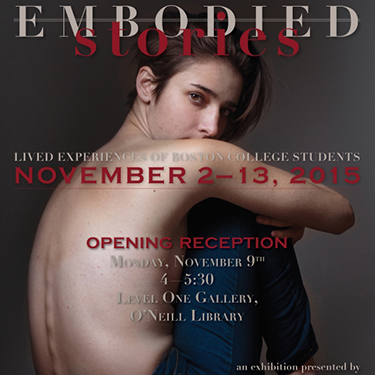 EMBODIED
stories
LIVED EXPERIENCES OF BOSTON COLLEGE STUDENTS
NOVEMBER 2–13, 2015
OPENING RECEPTION
MONDAY, NOVEMBER 9TH
4–5:30
LEVEL ONE GALLERY,
O'NEILL LIBRARY
an exhibition presented by